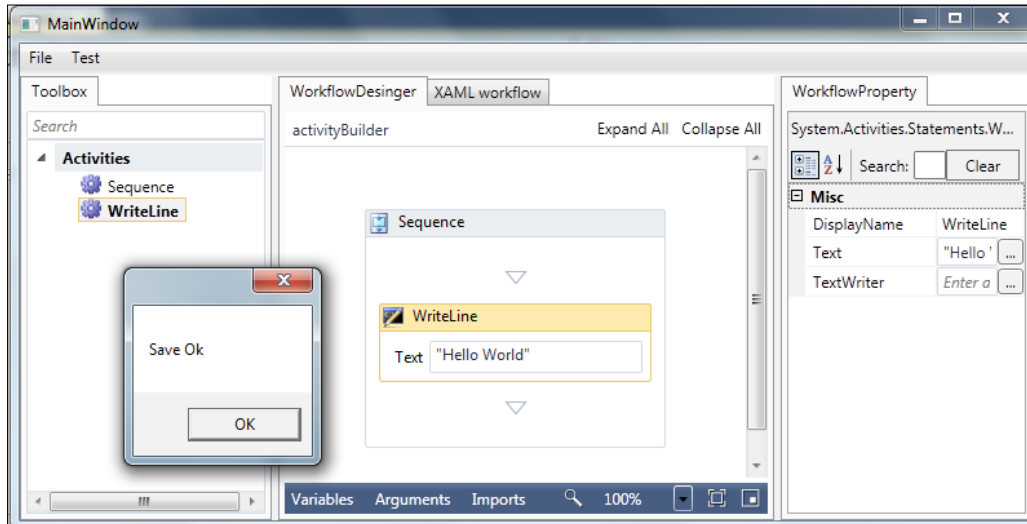 MainWindow
File Test
Toolbox
Search
Activities
Sequence
WriteLine
Save Ok
OK
WorkflowDesinger XAML workflow
activityBuilder Expand All Collapse All
Sequence
WriteLine
Text "Hello World"
Variables Arguments Imports 100%
WorkflowProperty
System.Activities.Statements.W...
Search: Clear
Misc
DisplayName WriteLine
Text "Hello ' ...
TextWriter Enter a ...